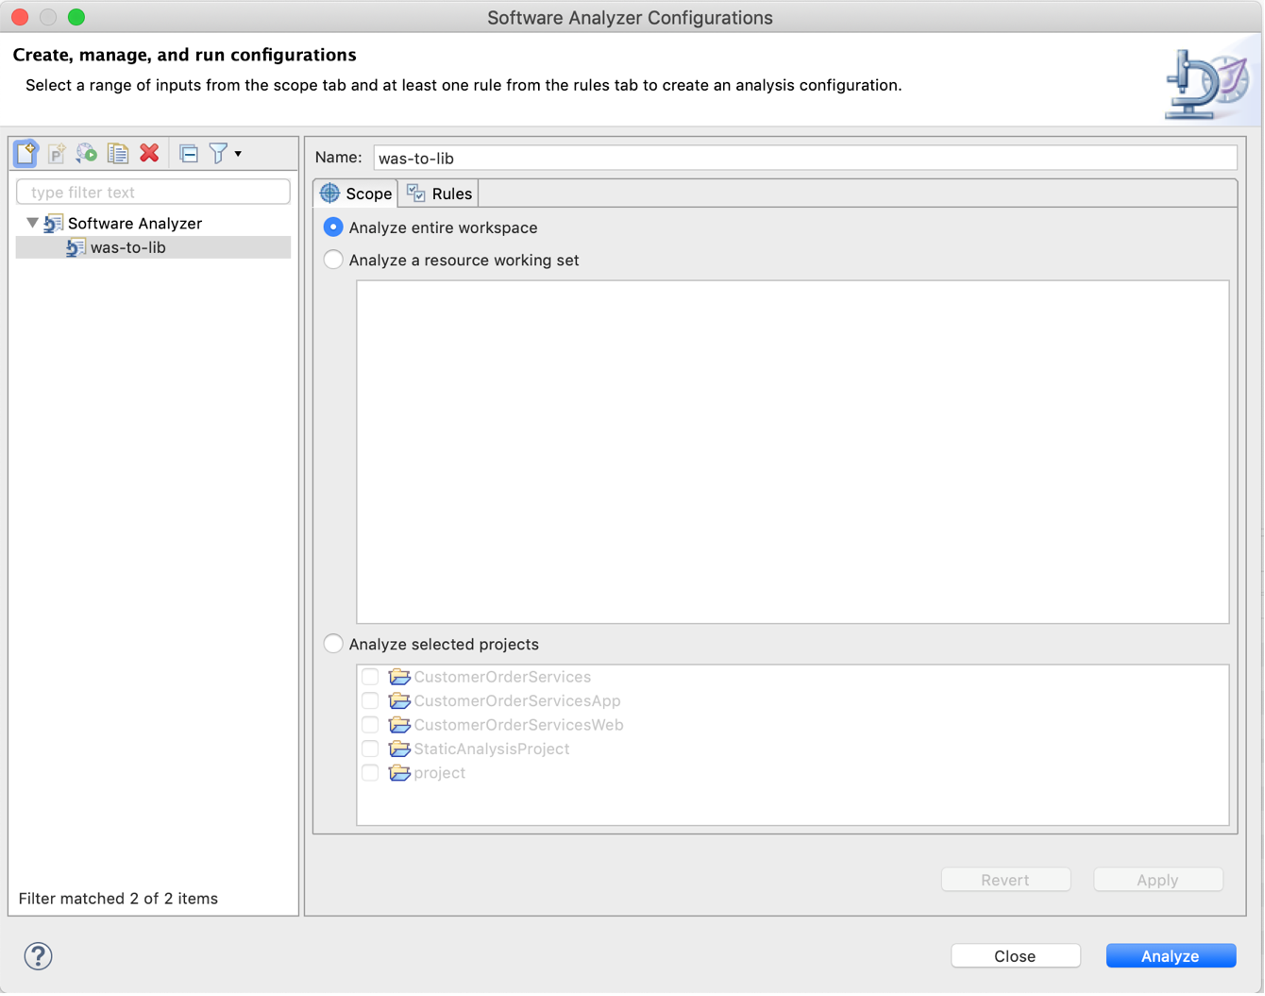 Software Analyzer Configurations
Create, manage, and run configurations
Select a range of inputs from the scope tab and at least one rule from the rules tab to create an analysis configuration.
type filter text
Software Analyzer
was-to-lib
Filter matched 2 of 2 items
Name: was-to-lib
Scope Rules
Analyze entire workspace
Analyze a resource working set
Analyze selected projects
CustomerOrderServices
CustomerOrderServicesApp
CustomerOrderServicesWeb
StaticAnalysisProject
project
Revert Apply
? Close Analyze